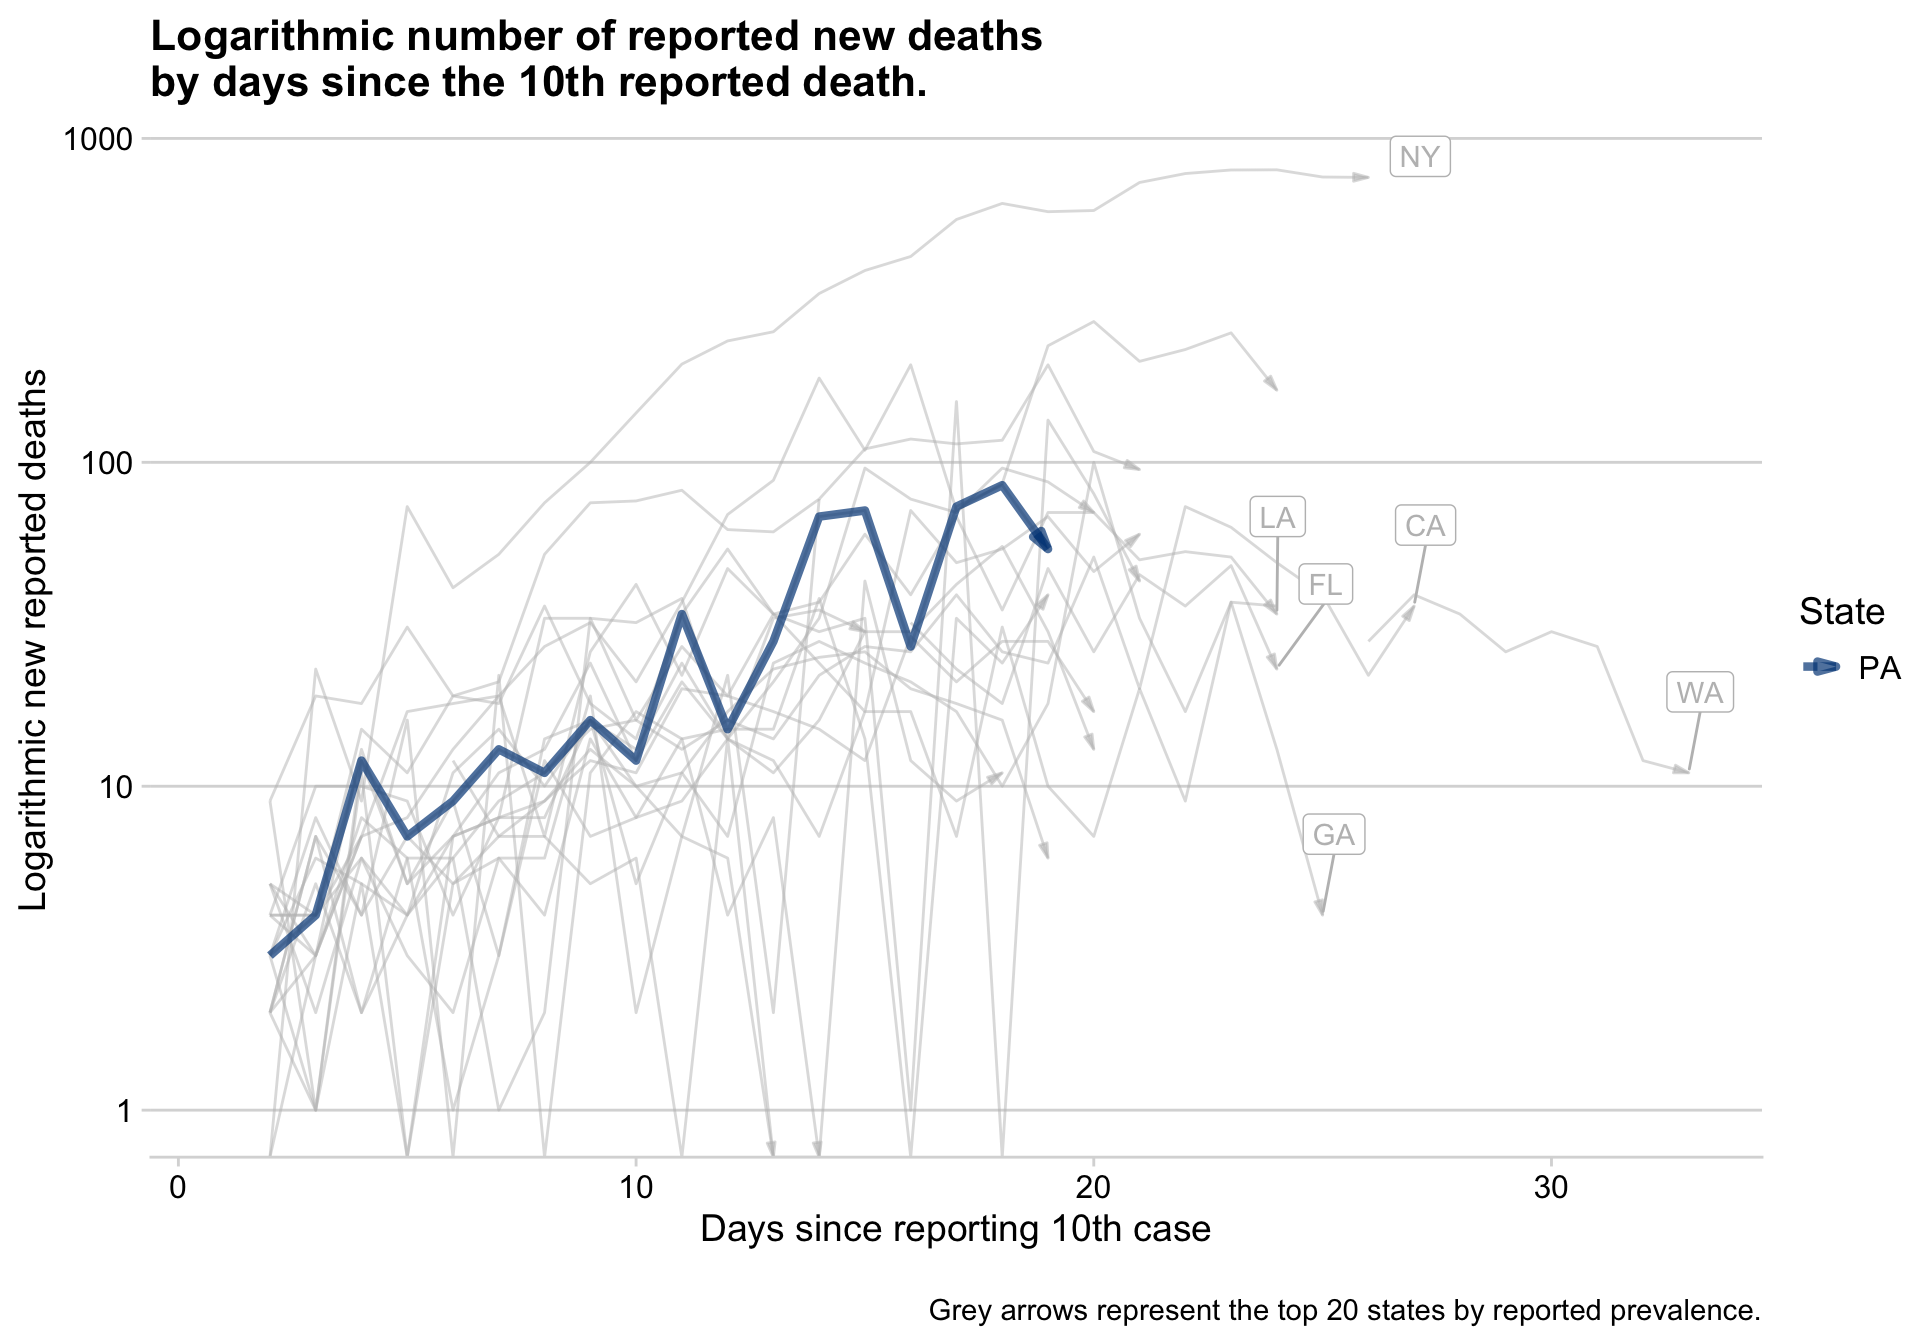 Logarithmic number of reported new deaths
by days since the 10th reported death.
1000
100
10
1
Logarithmic new reported deaths
NY
LA
CA
FL
WA
GA
State
PA
0
10
20
30
Days since reporting 10th case
Grey arrows represent the top 20 states by reported prevalence.